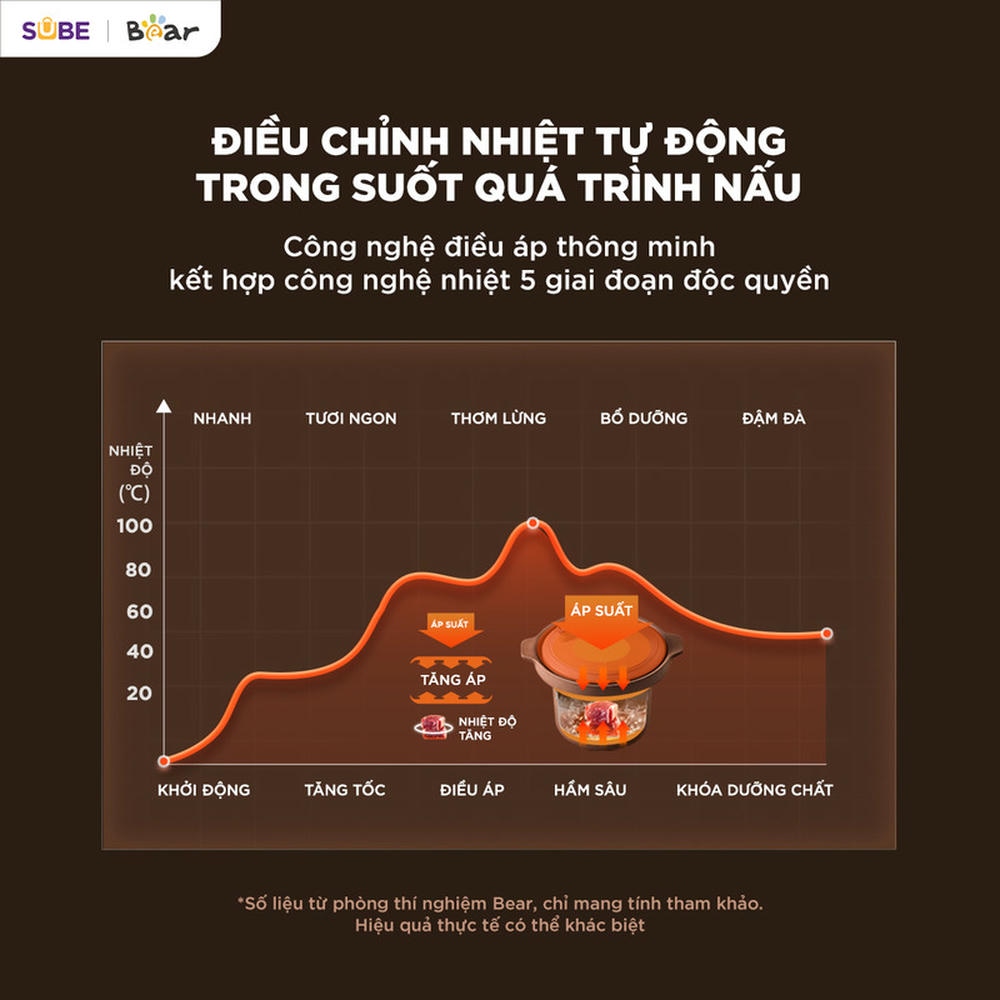 SUBE | Bear
ĐIỀU CHỈNH NHIỆT TỰ ĐỘNG
TRONG SUỐT QUÁ TRÌNH NẤU
Công nghệ điều áp thông minh
kết hợp công nghệ nhiệt 5 giai đoạn độc quyền
NHANH TƯƠI NGON THƠM LỪNG BỔ DƯỠNG ĐẬM ĐÀ
NHIỆT
ĐỘ
(℃)
100
80
60
40
20
ÁP SUẤT
TĂNG ÁP
NHIỆT ĐỘ
TĂNG
ÁP SUẤT
KHỞI ĐỘNG TĂNG TỐC ĐIỀU ÁP HẦM SÂU KHÓA DƯỠNG CHẤT
*Số liệu từ phòng thí nghiệm Bear, chỉ mang tính tham khảo.
Hiệu quả thực tế có thể khác biệt